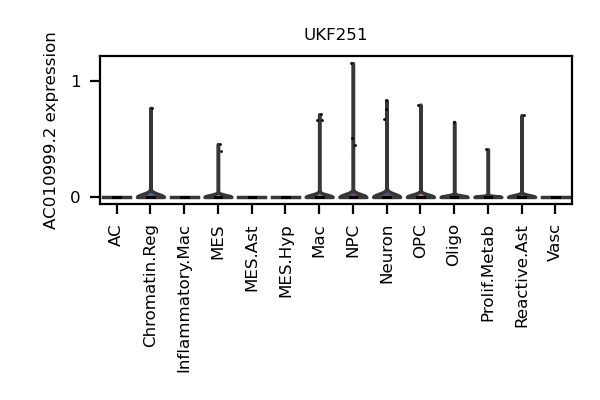 UKF251
AC010999.2 expression
1
0
AC
Chromatin.Reg
Inflammatory.Mac
MES
MES.Ast
MES.Hyp
Mac
NPC
Neuron
OPC
Oligo
Prolif.Metab
Reactive.Ast
Vasc